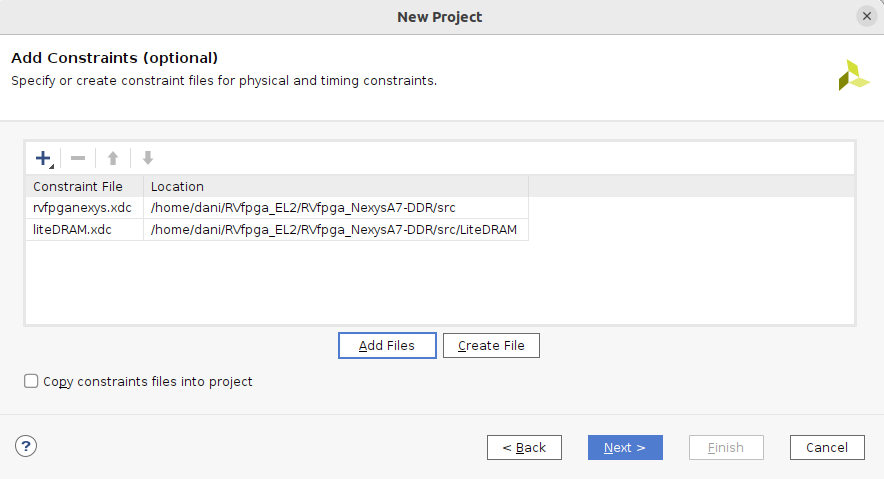 New Project
Add Constraints (optional)
Specify or create constraint files for physical and timing constraints.
Constraint File Location
rvfpganexys.xdc /home/dani/RVfpga_EL2/RVfpga_NexysA7-DDR/src
liteDRAM.xdc /home/dani/RVfpga_EL2/RVfpga_NexysA7-DDR/src/LiteDRAM
Add Files Create File
Copy constraints files into project
? < Back Next > Finish Cancel